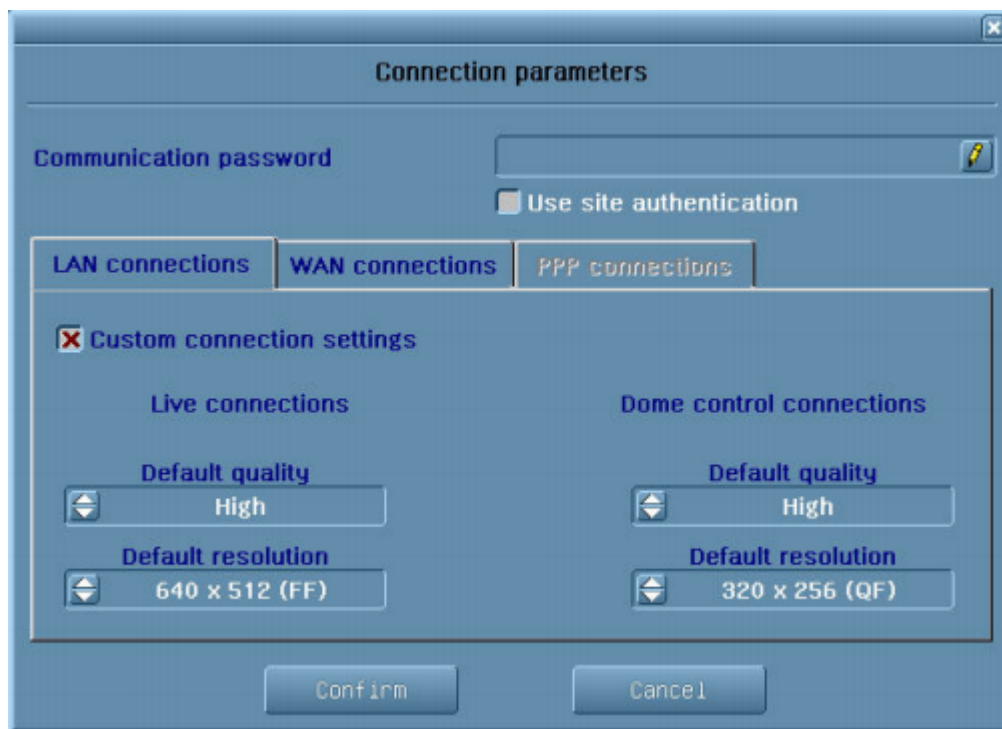 Connection parameters
Communication password
Use site authentication
LAN connections WAN connections PPP connections
Custom connection settings
Live connections Dome control connections
Default quality Default quality
High High
Default resolution Default resolution
640 x 512 (FF) 320 x 256 (QF)
Confirm Cancel